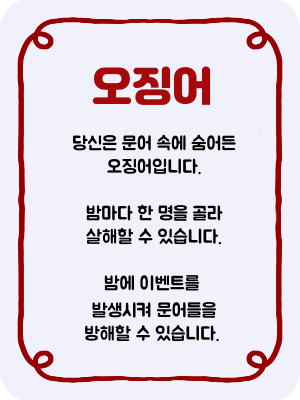 오징어
당신은 문어 속에 숨어든
오징어입니다.
밤마다 한 명을 골라
살해할 수 있습니다.
밤에 이벤트를
발생시켜 문어들을
방해할 수 있습니다.